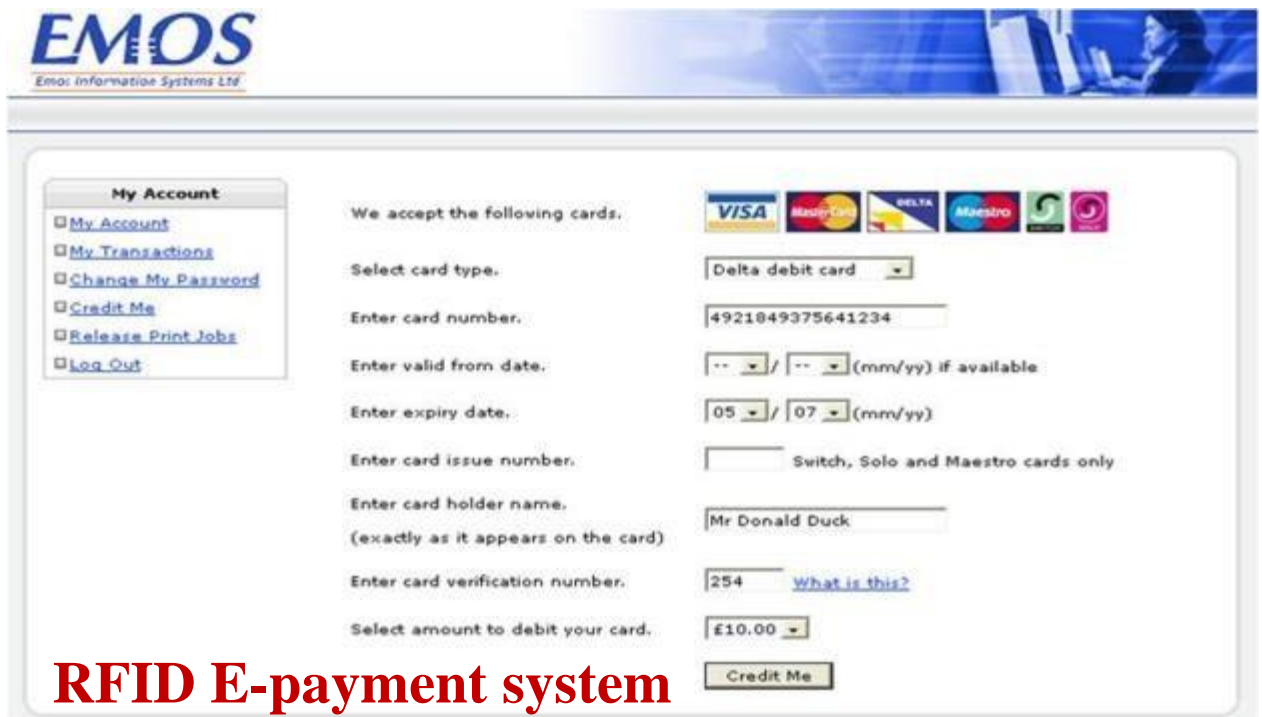 EMOS
Emos Information Systems Ltd
My Account
My Account
My Transactions
Change My Password
Credit Me
Release Print Jobs
Log Out
We accept the following cards. VISA MasterCard DELTA Maestro SWITCH SOLO
Select card type. Delta debit card
Enter card number. 4921849375641234
Enter valid from date. -- / -- (mm/yy) if available
Enter expiry date. 05 / 07 (mm/yy)
Enter card issue number. Switch, Solo and Maestro cards only
Enter card holder name.
(exactly as it appears on the card) Mr Donald Duck
Enter card verification number. 254 What is this?
Select amount to debit your card. £10.00
Credit Me
RFID E-payment system